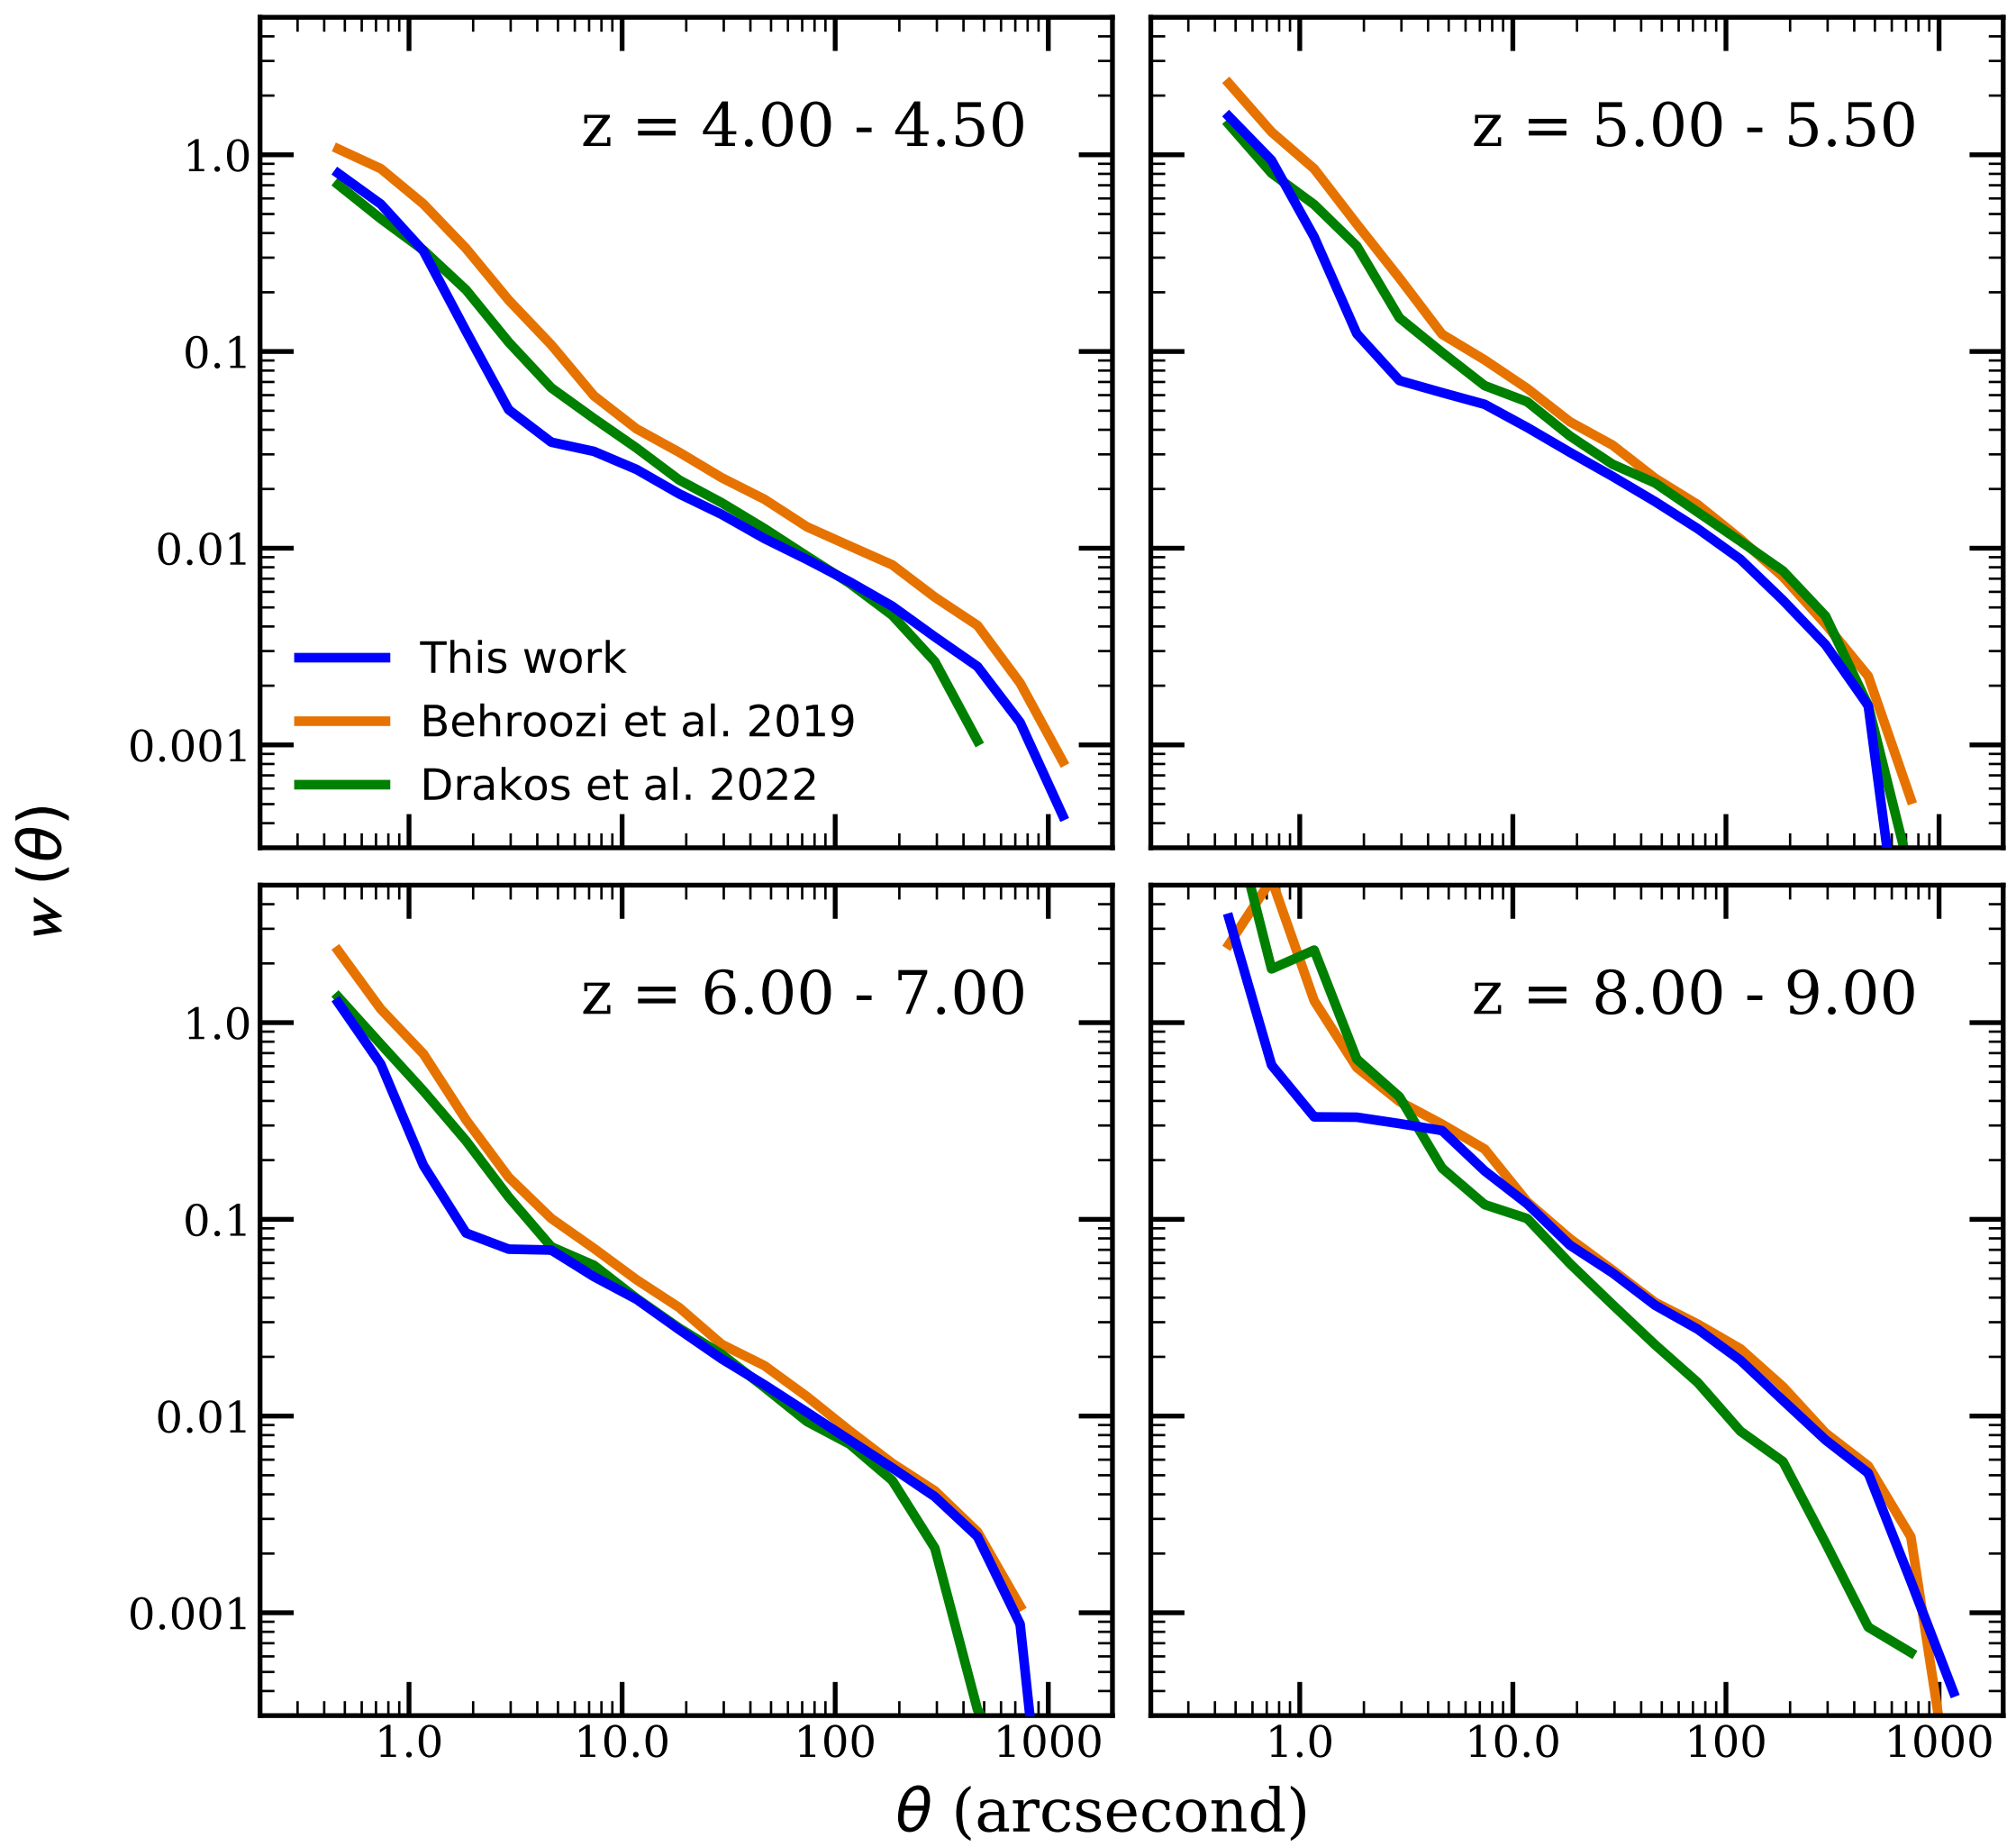 z = 4.00 - 4.50
z = 5.00 - 5.50
1.0
0.1
0.01
0.001
This work
Behroozi et al. 2019
Drakos et al. 2022
w (θ)
z = 6.00 - 7.00
z = 8.00 - 9.00
1.0
0.1
0.01
0.001
1.0 10.0 100 1000
1.0 10.0 100 1000
θ (arcsecond)